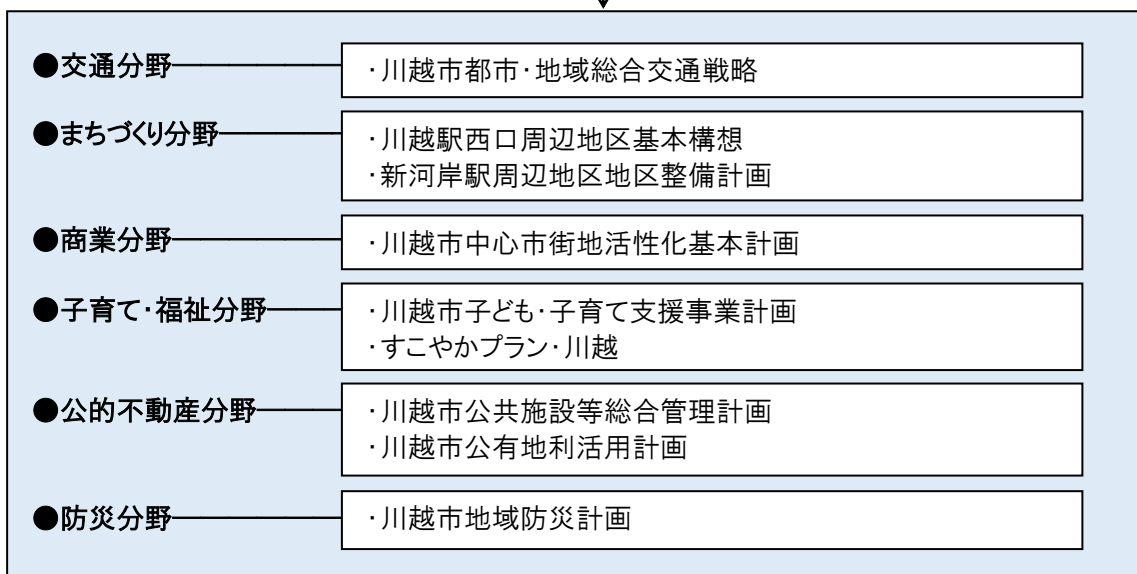 ●交通分野
・川越市都市・地域総合交通戦略
●まちづくり分野
・川越駅西口周辺地区基本構想
・新河岸駅周辺地区地区整備計画
●商業分野
・川越市中心市街地活性化基本計画
●子育て・福祉分野
・川越市子ども・子育て支援事業計画
・すこやかプラン・川越
●公的不動産分野
・川越市公共施設等総合管理計画
・川越市公有地利活用計画
●防災分野
・川越市地域防災計画